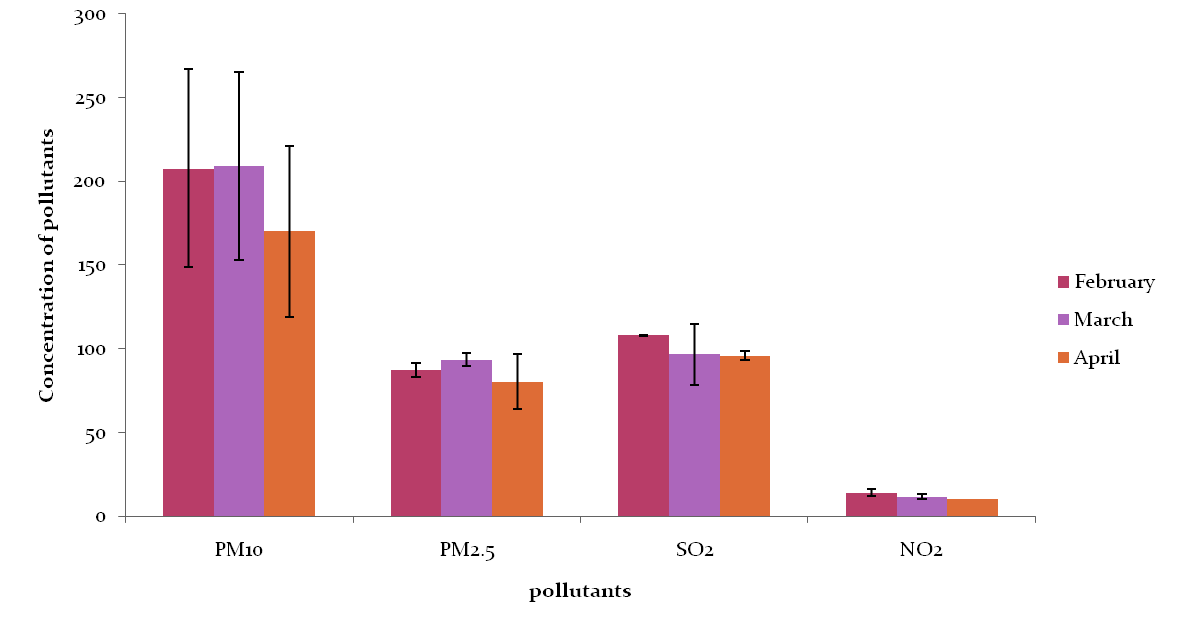 300
250
200
150
100
50
0
Concentration of pollutants
PM10
PM2.5
SO2
NO2
pollutants
February
March
April